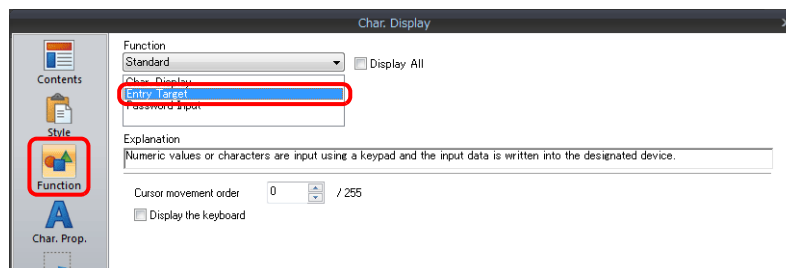 Char. Display
Function
Standard
Display All
Contents
Char. Display
Entry Target
Password Input
Style
Explanation
Numeric values or characters are input using a keypad and the input data is written into the designated device.
Function
Cursor movement order 0 / 255
Display the keyboard
Char. Prop.